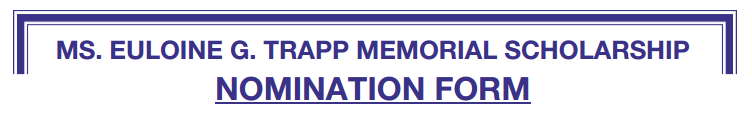 MS. EULOINE G. TRAPP MEMORIAL SCHOLARSHIP
NOMINATION FORM